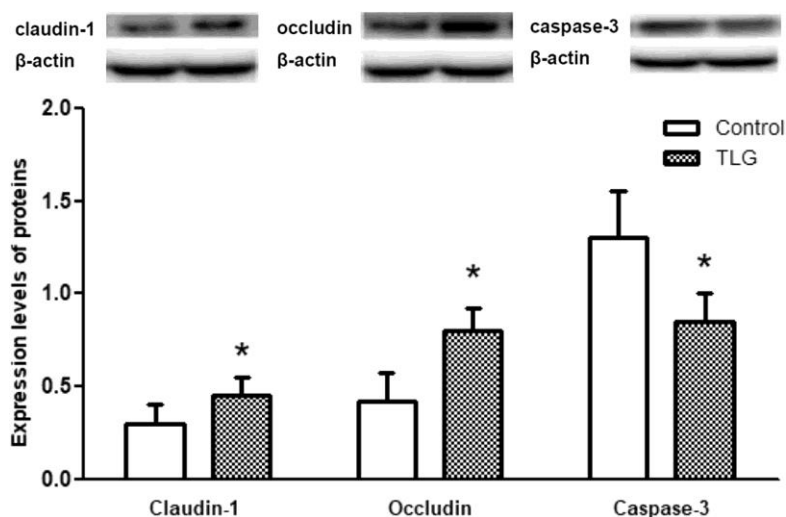 claudin-1
β-actin
occludin
β-actin
caspase-3
β-actin
Expression levels of proteins
2.0
1.5
1.0
0.5
0.0
Control
TLG
*
*
*
Claudin-1
Occludin
Caspase-3